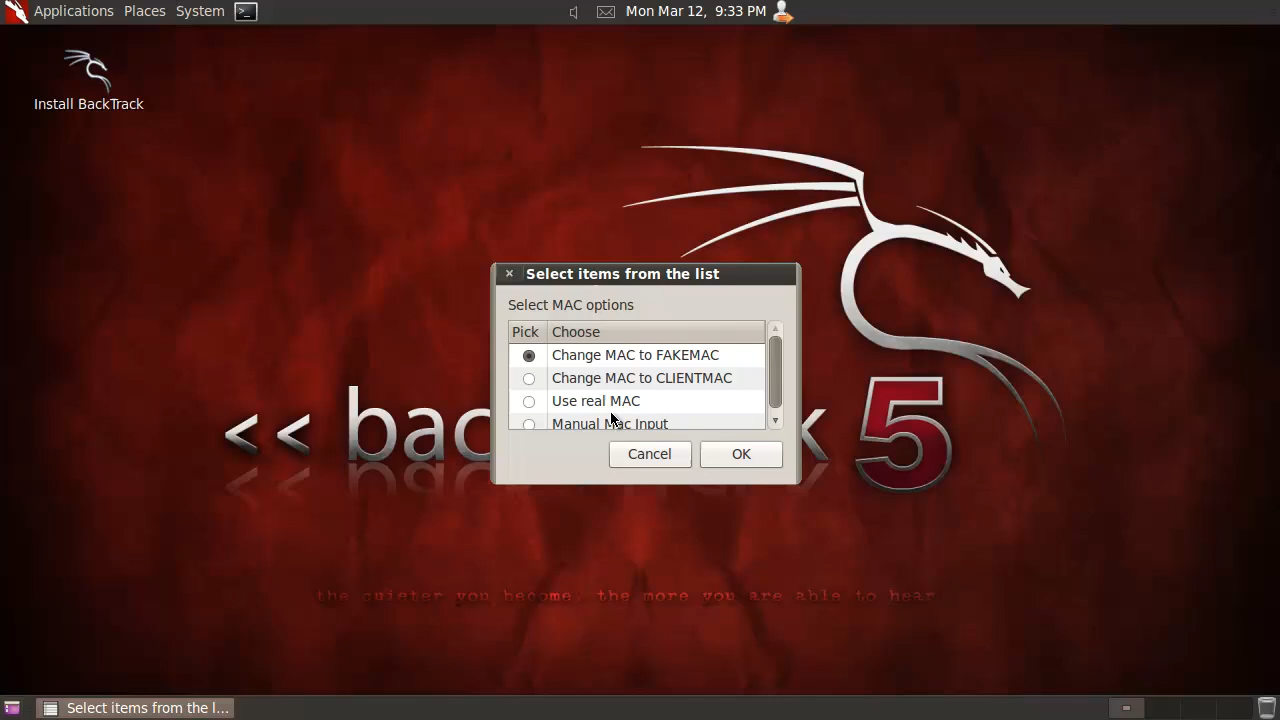 Applications Places System Mon Mar 12, 9:33 PM
Install BackTrack
Select items from the list
Select MAC options
Pick Choose
Change MAC to FAKEMAC
Change MAC to CLIENTMAC
Use real MAC
Manual Mac Input
Cancel OK
<< bac k 5
the quieter you become, the more you are able to hear
Select items from the l...